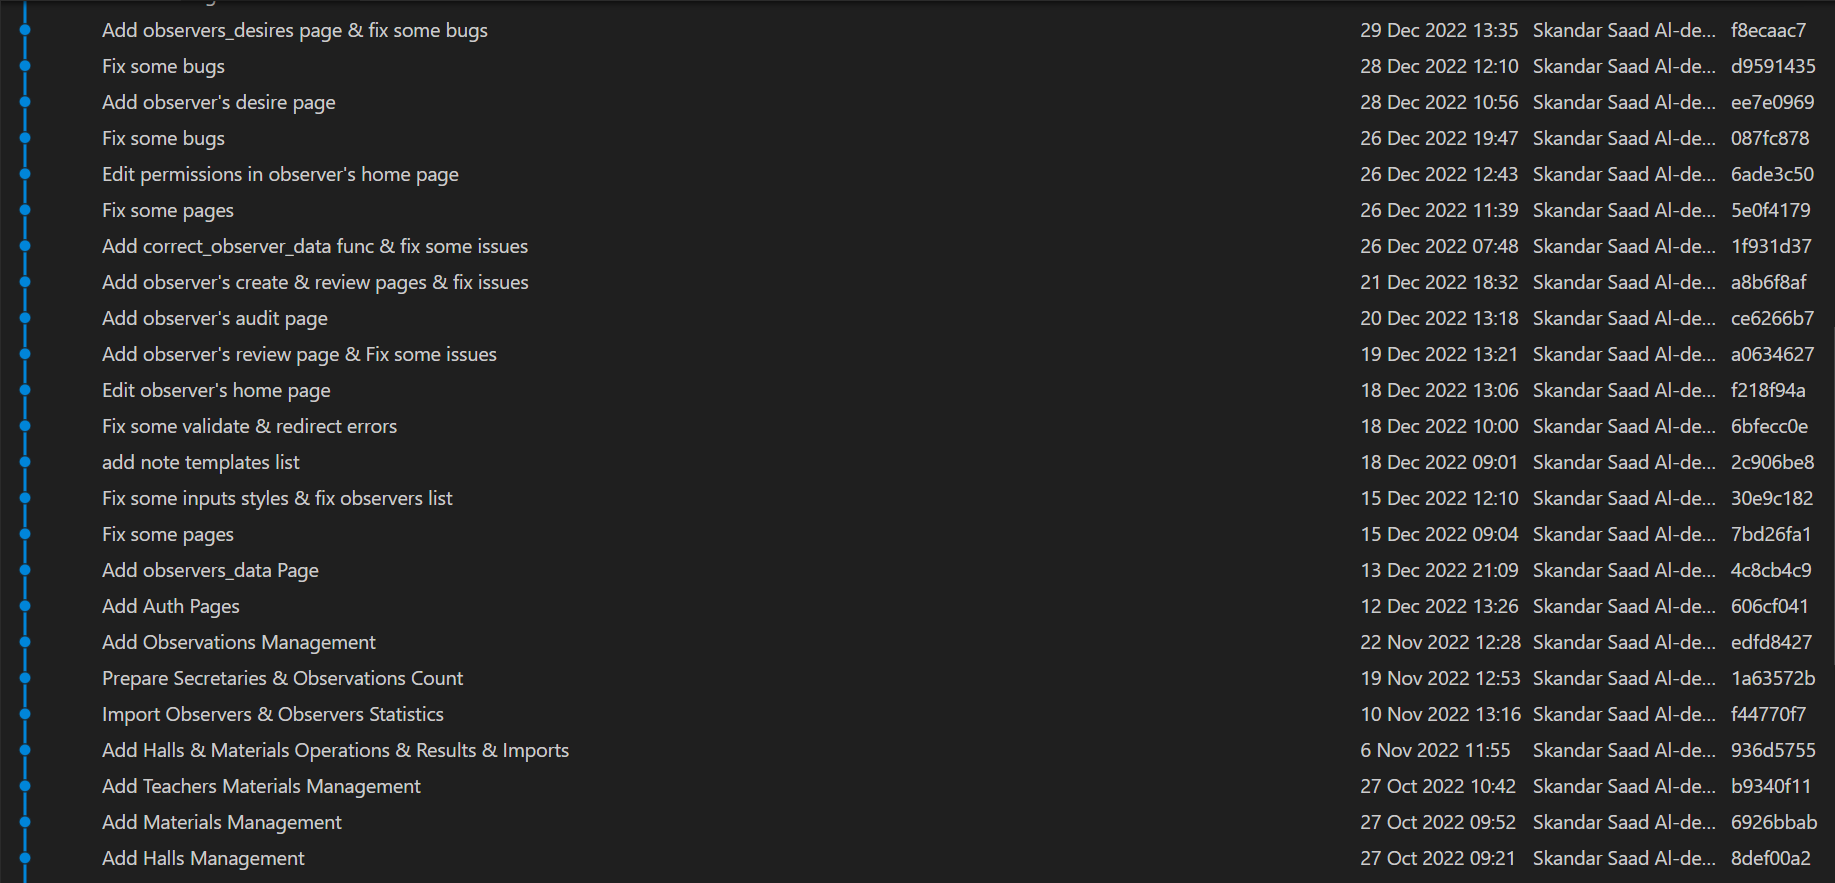 Add observers_desires page & fix some bugs 29 Dec 2022 13:35 Skandar Saad Al-de... f8ecaac7
Fix some bugs 28 Dec 2022 12:10 Skandar Saad Al-de... d9591435
Add observer's desire page 28 Dec 2022 10:56 Skandar Saad Al-de... ee7e0969
Fix some bugs 26 Dec 2022 19:47 Skandar Saad Al-de... 087fc878
Edit permissions in observer's home page 26 Dec 2022 12:43 Skandar Saad Al-de... 6ade3c50
Fix some pages 26 Dec 2022 11:39 Skandar Saad Al-de... 5e0f4179
Add correct_observer_data func & fix some issues 26 Dec 2022 07:48 Skandar Saad Al-de... 1f931d37
Add observer's create & review pages & fix issues 21 Dec 2022 18:32 Skandar Saad Al-de... a8b6f8af
Add observer's audit page 20 Dec 2022 13:18 Skandar Saad Al-de... ce6266b7
Add observer's review page & Fix some issues 19 Dec 2022 13:21 Skandar Saad Al-de... a0634627
Edit observer's home page 18 Dec 2022 13:06 Skandar Saad Al-de... f218f94a
Fix some validate & redirect errors 18 Dec 2022 10:00 Skandar Saad Al-de... 6bfecc0e
add note templates list 18 Dec 2022 09:01 Skandar Saad Al-de... 2c906be8
Fix some inputs styles & fix observers list 15 Dec 2022 12:10 Skandar Saad Al-de... 30e9c182
Fix some pages 15 Dec 2022 09:04 Skandar Saad Al-de... 7bd26fa1
Add observers_data Page 13 Dec 2022 21:09 Skandar Saad Al-de... 4c8cb4c9
Add Auth Pages 12 Dec 2022 13:26 Skandar Saad Al-de... 606cf041
Add Observations Management 22 Nov 2022 12:28 Skandar Saad Al-de... edfd8427
Prepare Secretaries & Observations Count 19 Nov 2022 12:53 Skandar Saad Al-de... 1a63572b
Import Observers & Observers Statistics 10 Nov 2022 13:16 Skandar Saad Al-de... f44770f7
Add Halls & Materials Operations & Results & Imports 6 Nov 2022 11:55 Skandar Saad Al-de... 936d5755
Add Teachers Materials Management 27 Oct 2022 10:42 Skandar Saad Al-de... b9340f11
Add Materials Management 27 Oct 2022 09:52 Skandar Saad Al-de... 6926bbab
Add Halls Management 27 Oct 2022 09:21 Skandar Saad Al-de... 8def00a2